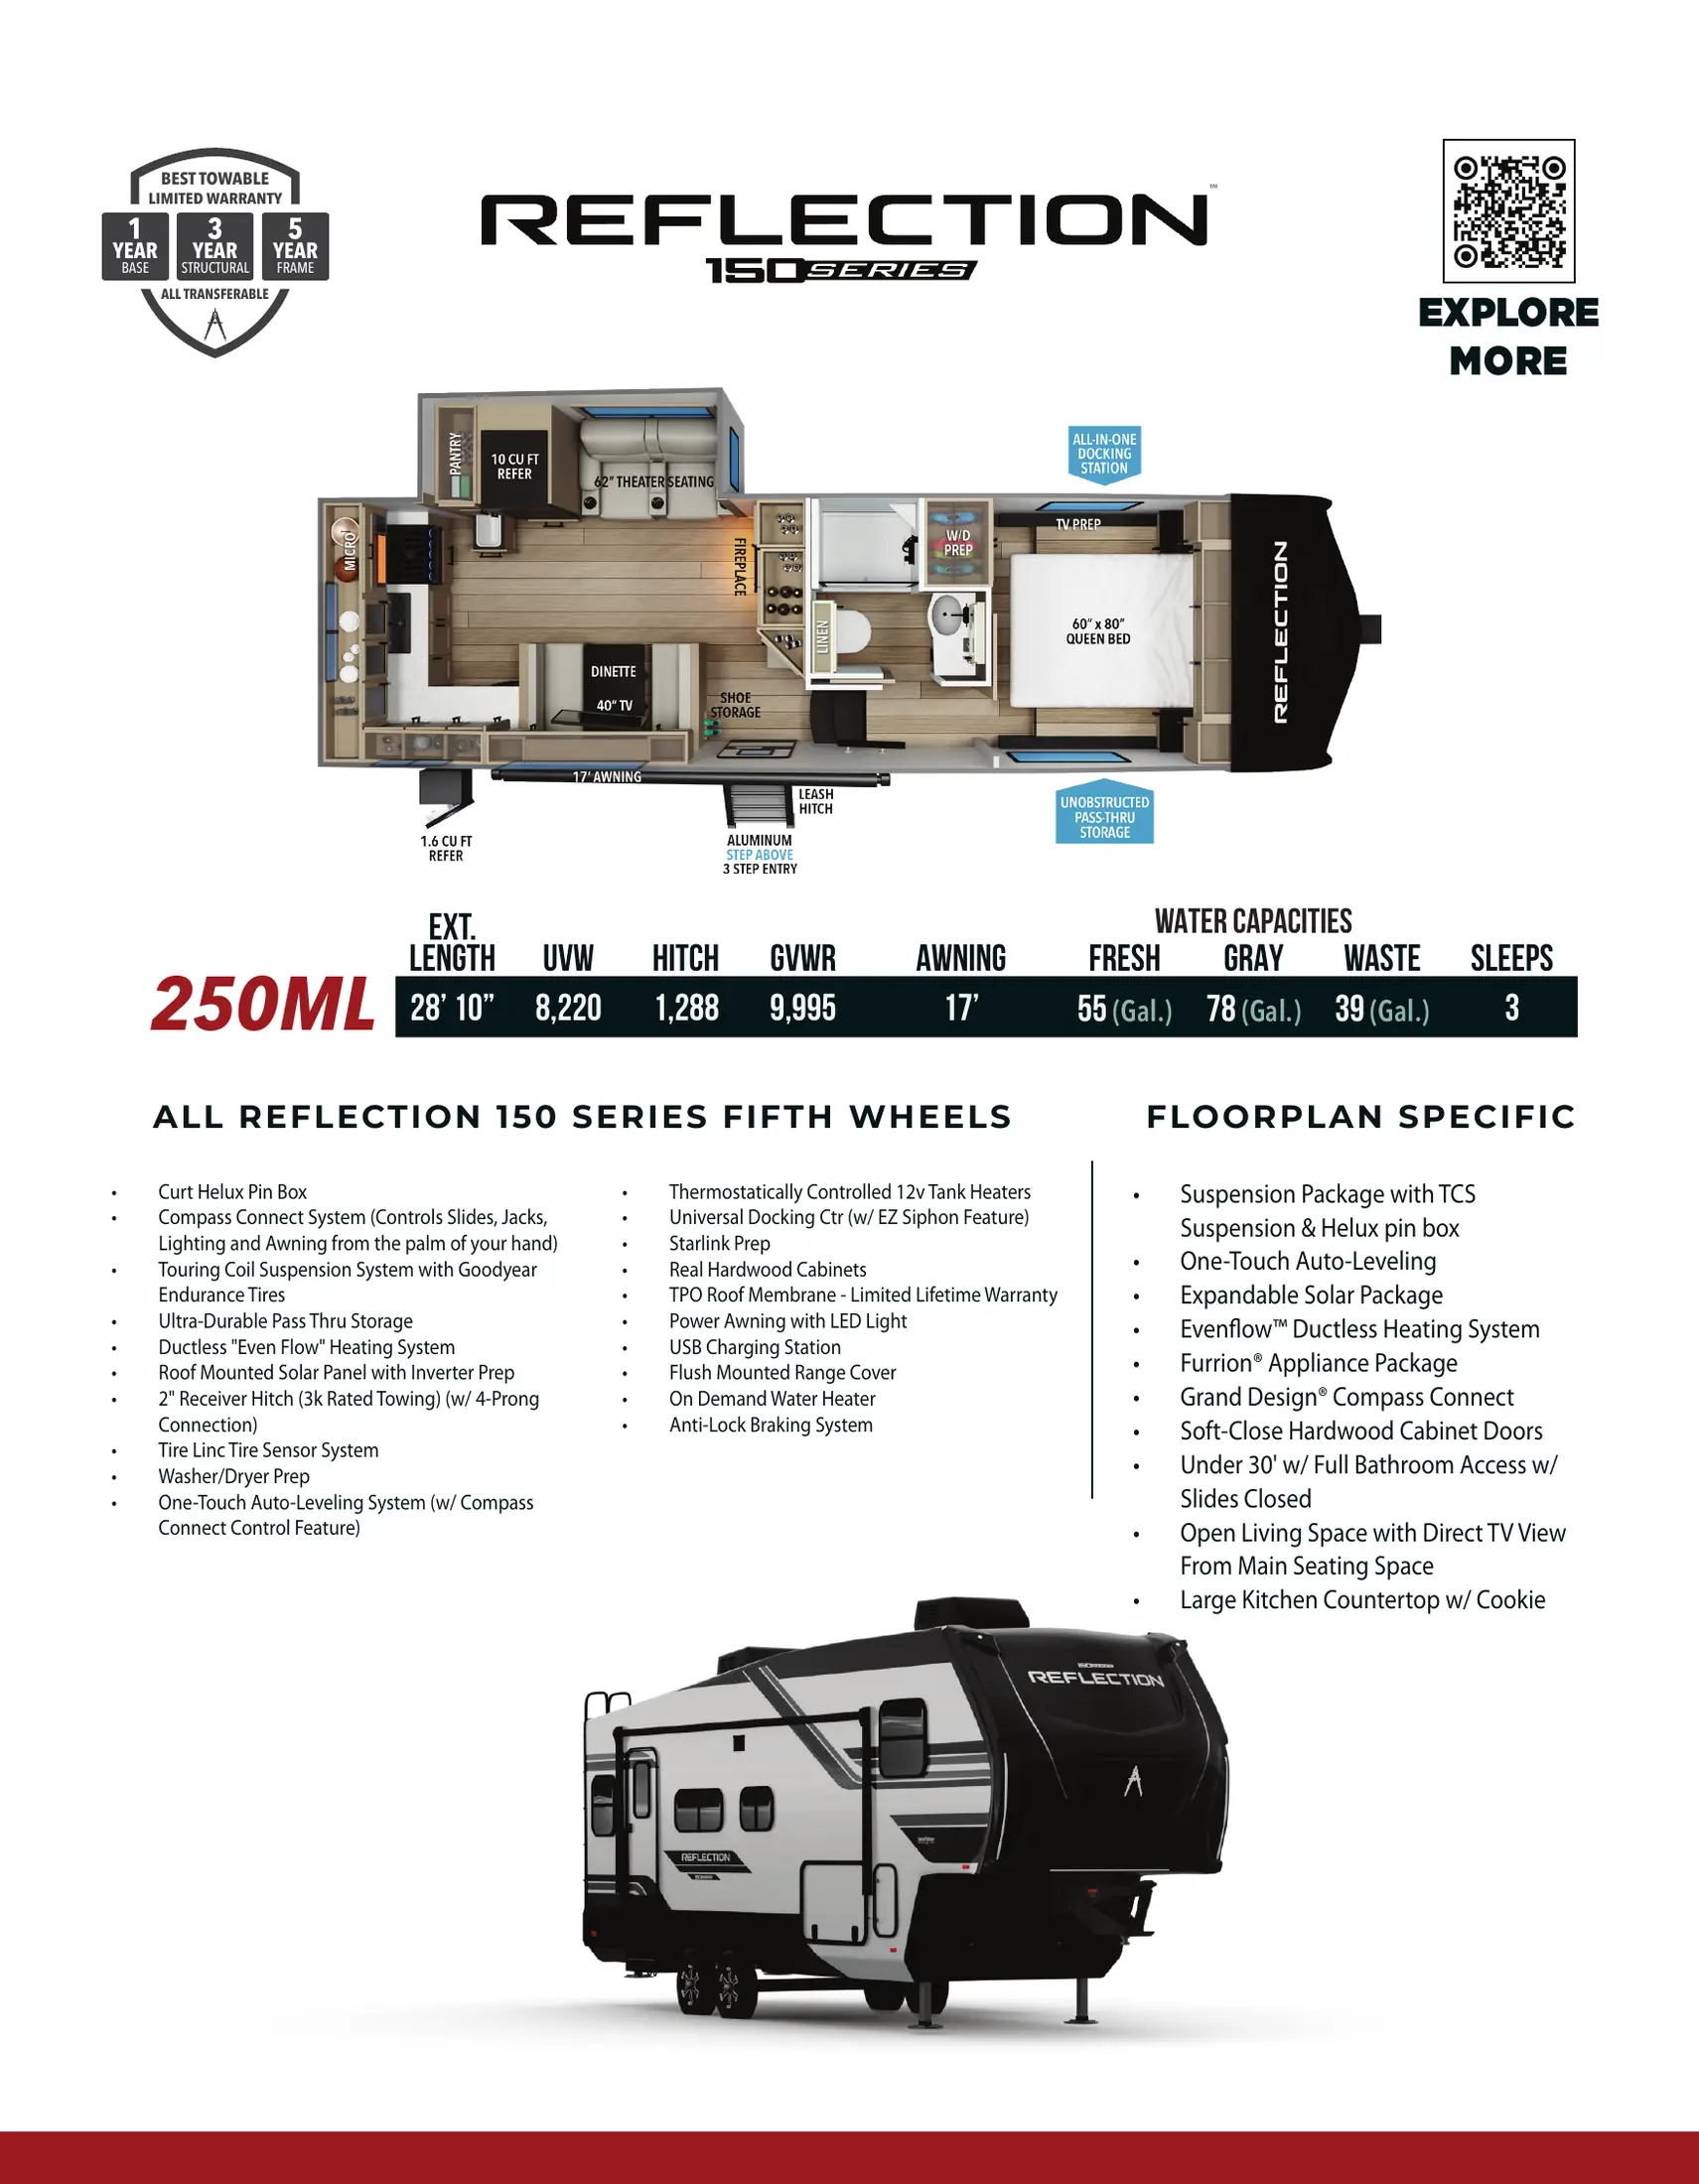 BEST TOWABLE
LIMITED WARRANTY
1 YEAR BASE
3 YEAR STRUCTURAL
5 YEAR FRAME
ALL TRANSFERABLE
REFLECTION™
150 SERIES
EXPLORE
MORE
ALL-IN-ONE
DOCKING
STATION
PANTRY
10 CU FT
REFER
62" THEATER SEATING
MICRO
FIREPLACE
W/D
PREP
TV PREP
LINEN
60" x 80"
QUEEN BED
REFLECTION
DINETTE
40" TV
SHOE
STORAGE
17' AWNING
LEASH
HITCH
1.6 CU FT
REFER
ALUMINUM
STEP ABOVE
3 STEP ENTRY
UNOBSTRUCTED
PASS-THRU
STORAGE
WATER CAPACITIES
EXT. LENGTH UVW HITCH GVWR AWNING FRESH GRAY WASTE SLEEPS
250ML 28' 10" 8,220 1,288 9,995 17' 55 (Gal.) 78 (Gal.) 39 (Gal.) 3
ALL REFLECTION 150 SERIES FIFTH WHEELS
• Curt Helux Pin Box
• Compass Connect System (Controls Slides, Jacks,
Lighting and Awning from the palm of your hand)
• Touring Coil Suspension System with Goodyear
Endurance Tires
• Ultra-Durable Pass Thru Storage
• Ductless "Even Flow" Heating System
• Roof Mounted Solar Panel with Inverter Prep
• 2" Receiver Hitch (3k Rated Towing) (w/ 4-Prong
Connection)
• Tire Linc Tire Sensor System
• Washer/Dryer Prep
• One-Touch Auto-Leveling System (w/ Compass
Connect Control Feature)
• Thermostatically Controlled 12v Tank Heaters
• Universal Docking Ctr (w/ EZ Siphon Feature)
• Starlink Prep
• Real Hardwood Cabinets
• TPO Roof Membrane - Limited Lifetime Warranty
• Power Awning with LED Light
• USB Charging Station
• Flush Mounted Range Cover
• On Demand Water Heater
• Anti-Lock Braking System
FLOORPLAN SPECIFIC
• Suspension Package with TCS
Suspension & Helux pin box
• One-Touch Auto-Leveling
• Expandable Solar Package
• Evenflow™ Ductless Heating System
• Furrion® Appliance Package
• Grand Design® Compass Connect
• Soft-Close Hardwood Cabinet Doors
• Under 30' w/ Full Bathroom Access w/
Slides Closed
• Open Living Space with Direct TV View
From Main Seating Space
• Large Kitchen Countertop w/ Cookie
REFLECTION
REFLECTION